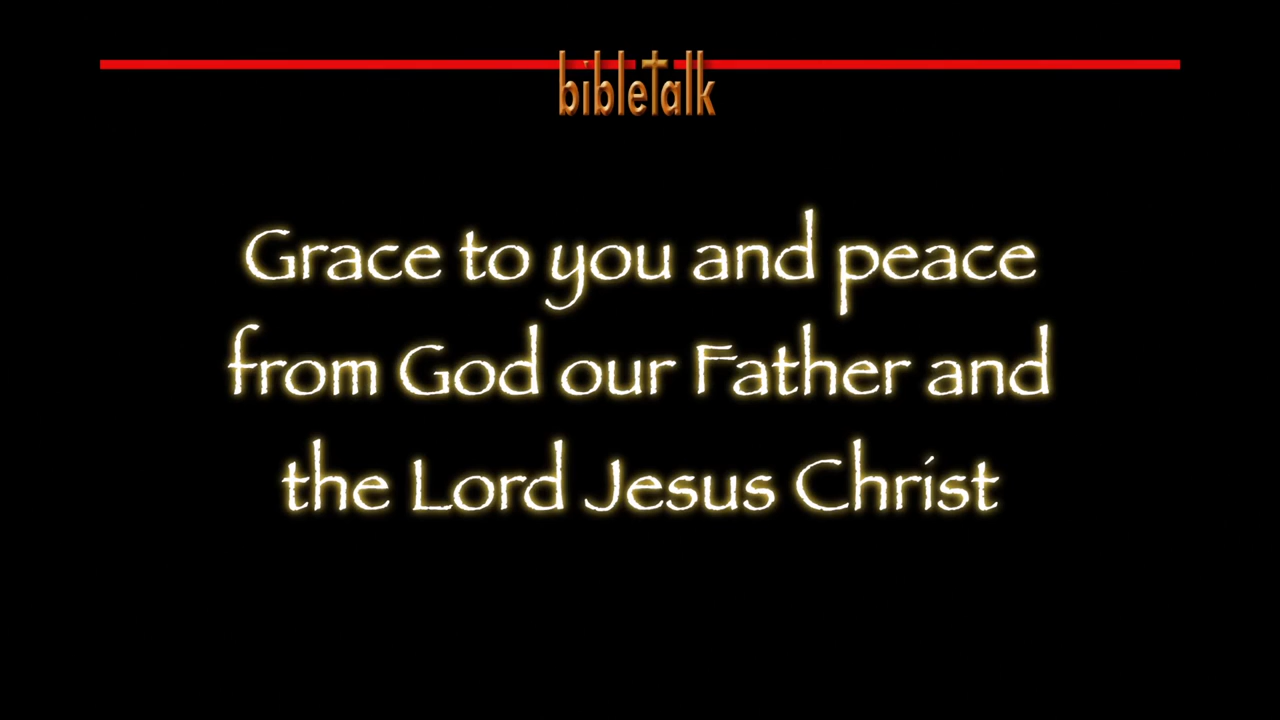 bibleTalk
Grace to you and peace
from God our Father and
the Lord Jesus Christ